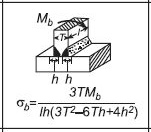 M_b
T
l
h h
σ_b = 3TM_b / lh(3T²–6Th+4h²)